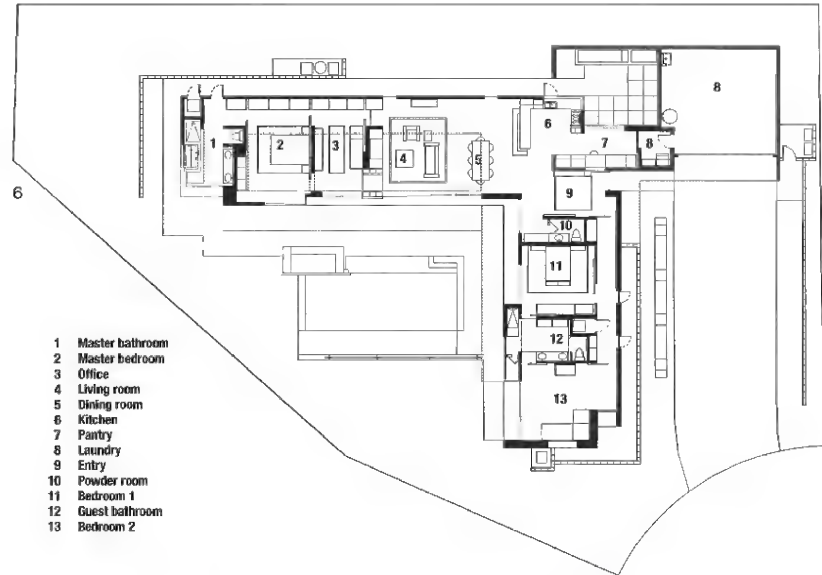 8
6
1
2
3
4
5
7
8
6
9
10
11
12
13
1 Master bathroom
2 Master bedroom
3 Office
4 Living room
5 Dining room
6 Kitchen
7 Pantry
8 Laundry
9 Entry
10 Powder room
11 Bedroom 1
12 Guest bathroom
13 Bedroom 2